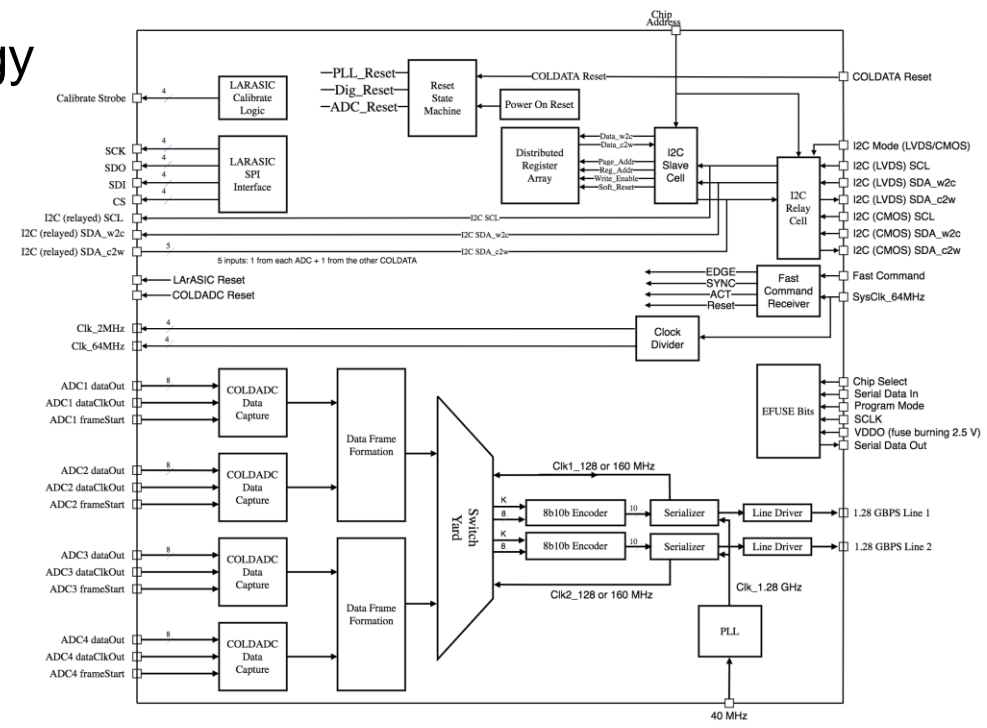 gy
Chip
Address
Calibrate Strobe
4
LARASIC
Calibrate
Logic
PLL_Reset
Dig_Reset
ADC_Reset
Reset
State
Machine
COLDATA Reset
COLDATA Reset
Power On Reset
SCK
4
SDO
4
SDI
4
CS
4
LARASIC
SPI
Interface
Distributed
Register
Array
Data_w2c
Data_c2w
Page_Addr
Reg_Addr
Write_Enable
Soft_Reset
I2C
Slave
Cell
I2C
Relay
Cell
I2C Mode (LVDS/CMOS)
I2C (LVDS) SCL
I2C (LVDS) SDA_w2c
I2C (LVDS) SDA_c2w
I2C (CMOS) SCL
I2C (CMOS) SDA_w2c
I2C (CMOS) SDA_c2w
I2C (relayed) SCL
I2C SCL
I2C (relayed) SDA_w2c
I2C SDA_w2c
I2C (relayed) SDA_c2w
5
I2C SDA_c2w
5 inputs: 1 from each ADC + 1 from the other COLDATA
LArASIC Reset
COLDADC Reset
EDGE
SYNC
ACT
Reset
Fast
Command
Receiver
Fast Command
SysClk_64MHz
Clk_2MHz
4
Clk_64MHz
4
Clock
Divider
ADC1 dataOut
8
ADC1 dataClkOut
ADC1 frameStart
COLDADC
Data
Capture
ADC2 dataOut
8
ADC2 dataClkOut
ADC2 frameStart
COLDADC
Data
Capture
Data Frame
Formation
EFUSE Bits
Chip Select
Serial Data In
Program Mode
SCLK
VDDO (fuse burning 2.5 V)
Serial Data Out
Switch
Yard
Clk1_128 or 160 MHz
K
8
8b10b Encoder
10
Serializer
Line Driver
1.28 GBPS Line 1
K
8
8b10b Encoder
10
Serializer
Line Driver
1.28 GBPS Line 2
Clk2_128 or 160 MHz
Clk_1.28 GHz
PLL
40 MHz
ADC3 dataOut
8
ADC3 dataClkOut
ADC3 frameStart
COLDADC
Data
Capture
ADC4 dataOut
8
ADC4 dataClkOut
ADC4 frameStart
COLDADC
Data
Capture
Data Frame
Formation